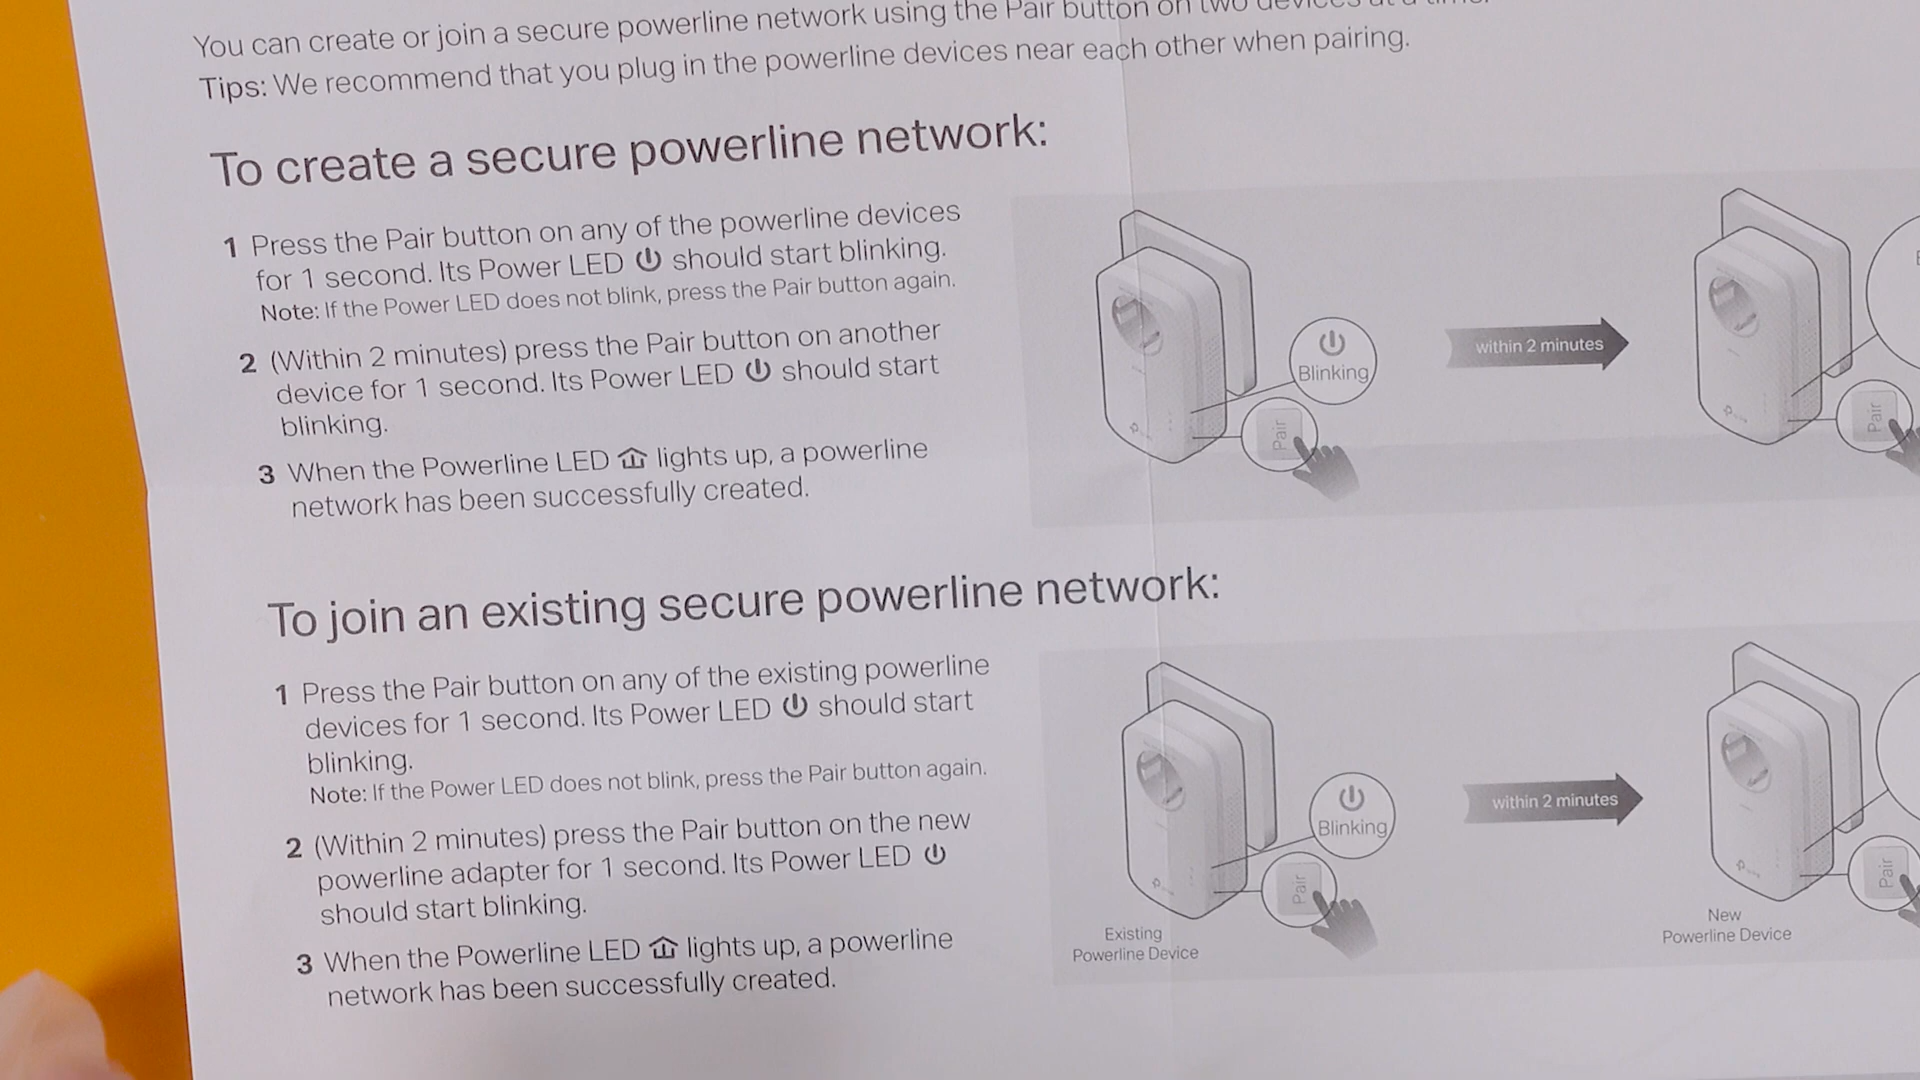 You can create or join a secure powerline network using the Pair button on two devices at a time.
Tips: We recommend that you plug in the powerline devices near each other when pairing.
To create a secure powerline network:
1 Press the Pair button on any of the powerline devices
for 1 second. Its Power LED should start blinking.
Note: If the Power LED does not blink, press the Pair button again.
2 (Within 2 minutes) press the Pair button on another
device for 1 second. Its Power LED should start
blinking.
3 When the Powerline LED lights up, a powerline
network has been successfully created.
Blinking
Pair
within 2 minutes
Pair
To join an existing secure powerline network:
1 Press the Pair button on any of the existing powerline
devices for 1 second. Its Power LED should start
blinking.
Note: If the Power LED does not blink, press the Pair button again.
2 (Within 2 minutes) press the Pair button on the new
powerline adapter for 1 second. Its Power LED
should start blinking.
3 When the Powerline LED lights up, a powerline
network has been successfully created.
Blinking
Pair
Existing
Powerline Device
within 2 minutes
Pair
New
Powerline Device